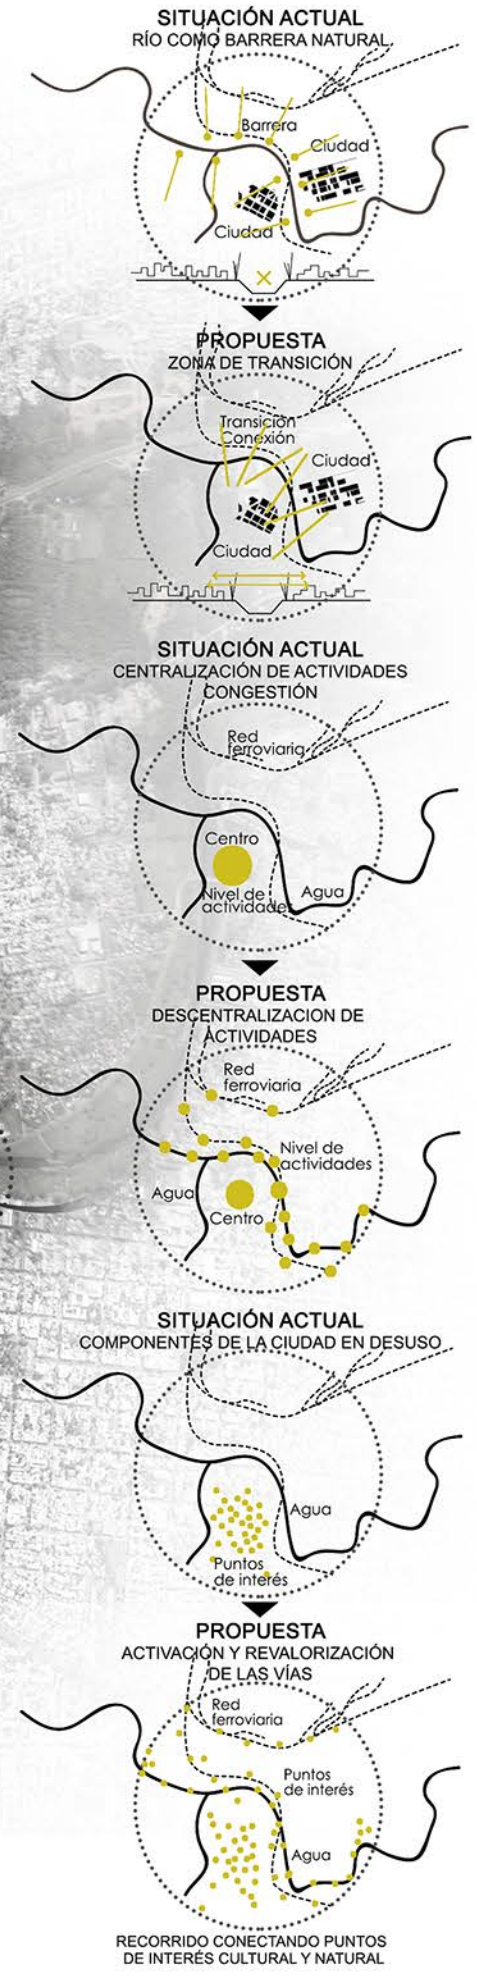 SITUACIÓN ACTUAL
RÍO COMO BARRERA NATURAL
Barrera
Ciudad
Ciudad
PROPUESTA
ZONA DE TRANSICIÓN
Transición
Conexión
Ciudad
Ciudad
SITUACIÓN ACTUAL
CENTRALIZACIÓN DE ACTIVIDADES
CONGESTIÓN
Red
ferroviaria
Centro
Nivel de
actividades
Agua
PROPUESTA
DESCENTRALIZACION DE
ACTIVIDADES
Red
ferroviaria
Nivel de
actividades
Agua
Centro
SITUACIÓN ACTUAL
COMPONENTES DE LA CIUDAD EN DESUSO
Agua
Puntos
de interés
PROPUESTA
ACTIVACIÓN Y REVALORIZACIÓN
DE LAS VÍAS
Red
ferroviaria
Puntos
de interés
Agua
RECORRIDO CONECTANDO PUNTOS
DE INTERÉS CULTURAL Y NATURAL